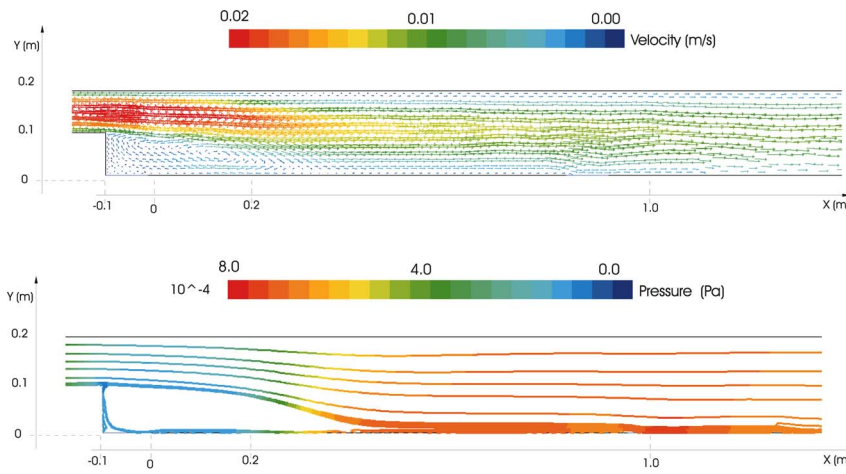 0.02 0.01 0.00
Velocity (m/s)
Y (m)
0.2
0.1
0
-0.1 0 0.2 1.0 X (m
8.0 4.0 0.0
10^-4 Pressure (Pa)
Y (m)
0.2
0.1
0
-0.1 0 0.2 1.0 X (m